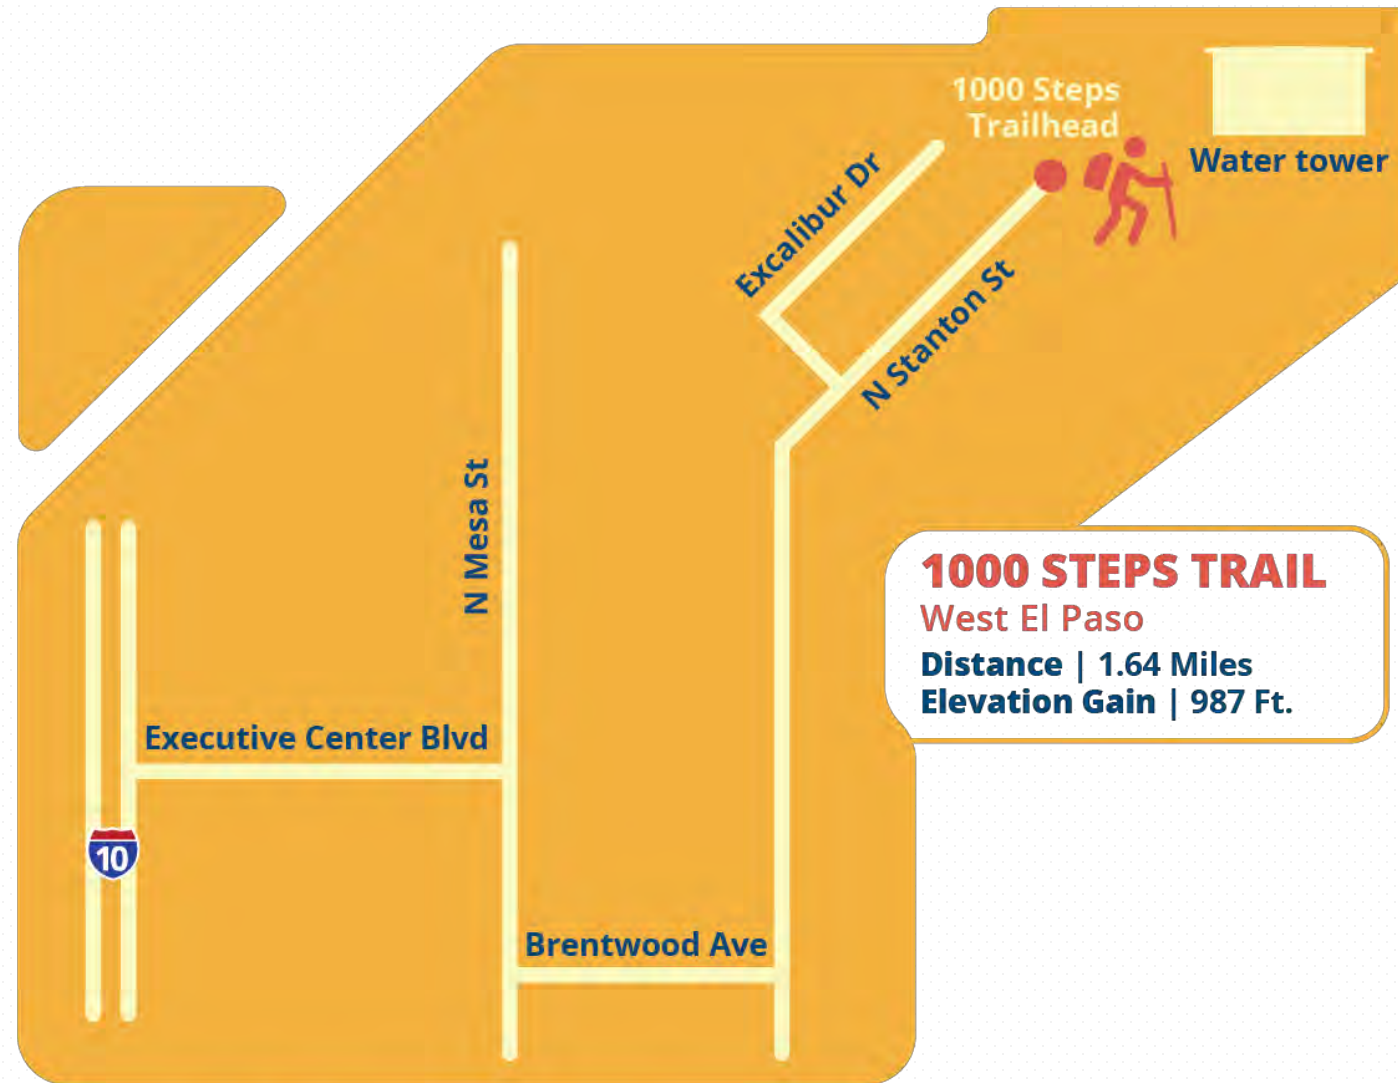 1000 Steps
Trailhead
Water tower
Excalibur Dr
N Stanton St
N Mesa St
1000 STEPS TRAIL
West El Paso
Distance | 1.64 Miles
Elevation Gain | 987 Ft.
Executive Center Blvd
10
Brentwood Ave